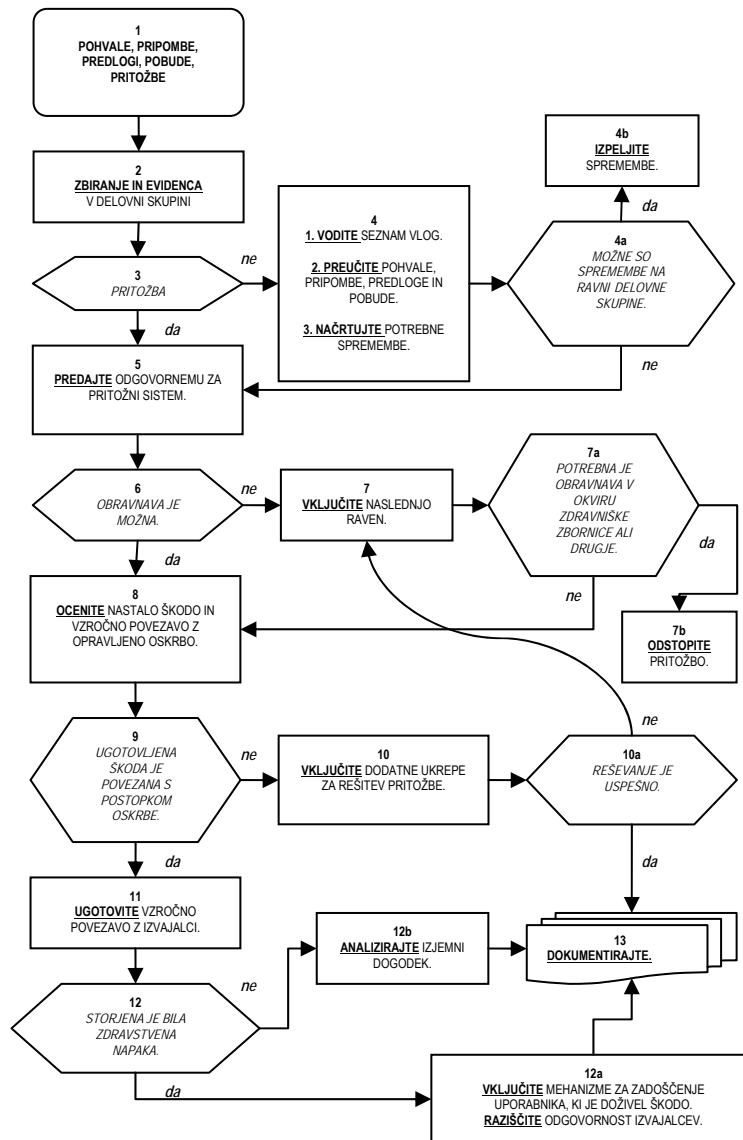 1
POHVALE, PRIPOMBE,
PREDLOGI, POBUDE,
PRITOŽBE
2
ZBIRANJE IN EVIDENCA
V DELOVNI SKUPINI
3
PRITOŽBA
ne
da
4
1. VODITE SEZNAM VLOG.
2. PREUČITE POHVALE,
PRIPOMBE, PREDLOGE IN
POBUDE.
3. NAČRTUJTE POTREBNE
SPREMEMBE.
4b
IZPELJITE
SPREMEMBE.
da
4a
MOŽNE SO
SPREMEMBE NA
RAVNI DELOVNE
SKUPINE.
ne
5
PREDAJTE ODGOVORNEMU ZA
PRITOŽNI SISTEM.
6
OBRAVNAVA JE
MOŽNA.
ne
da
7
VKLJUČITE NASLEDNJO
RAVEN.
7a
POTREBNA JE
OBRAVNAVA V
OKVIRU
ZDRAVNIŠKE
ZBORNICE ALI
DRUGJE.
da
ne
7b
ODSTOPITE
PRITOŽBO.
8
OCENITE NASTALO ŠKODO IN
VZROČNO POVEZAVO Z
OPRAVLJENO OSKRBO.
9
UGOTOVLJENA
ŠKODA JE
POVEZANA S
POSTOPKOM
OSKRBE.
ne
da
10
VKLJUČITE DODATNE UKREPE
ZA REŠITEV PRITOŽBE.
ne
10a
REŠEVANJE JE
USPEŠNO.
da
11
UGOTOVITE VZROČNO
POVEZAVO Z IZVAJALCI.
12
STORJENA JE BILA
ZDRAVSTVENA
NAPAKA.
ne
da
12b
ANALIZIRAJTE IZJEMNI
DOGODEK.
13
DOKUMENTIRAJTE.
12a
VKLJUČITE MEHANIZME ZA ZADOŠČENJE
UPORABNIKA, KI JE DOŽIVEL ŠKODO.
RAZIŠČITE ODGOVORNOST IZVAJALCEV.